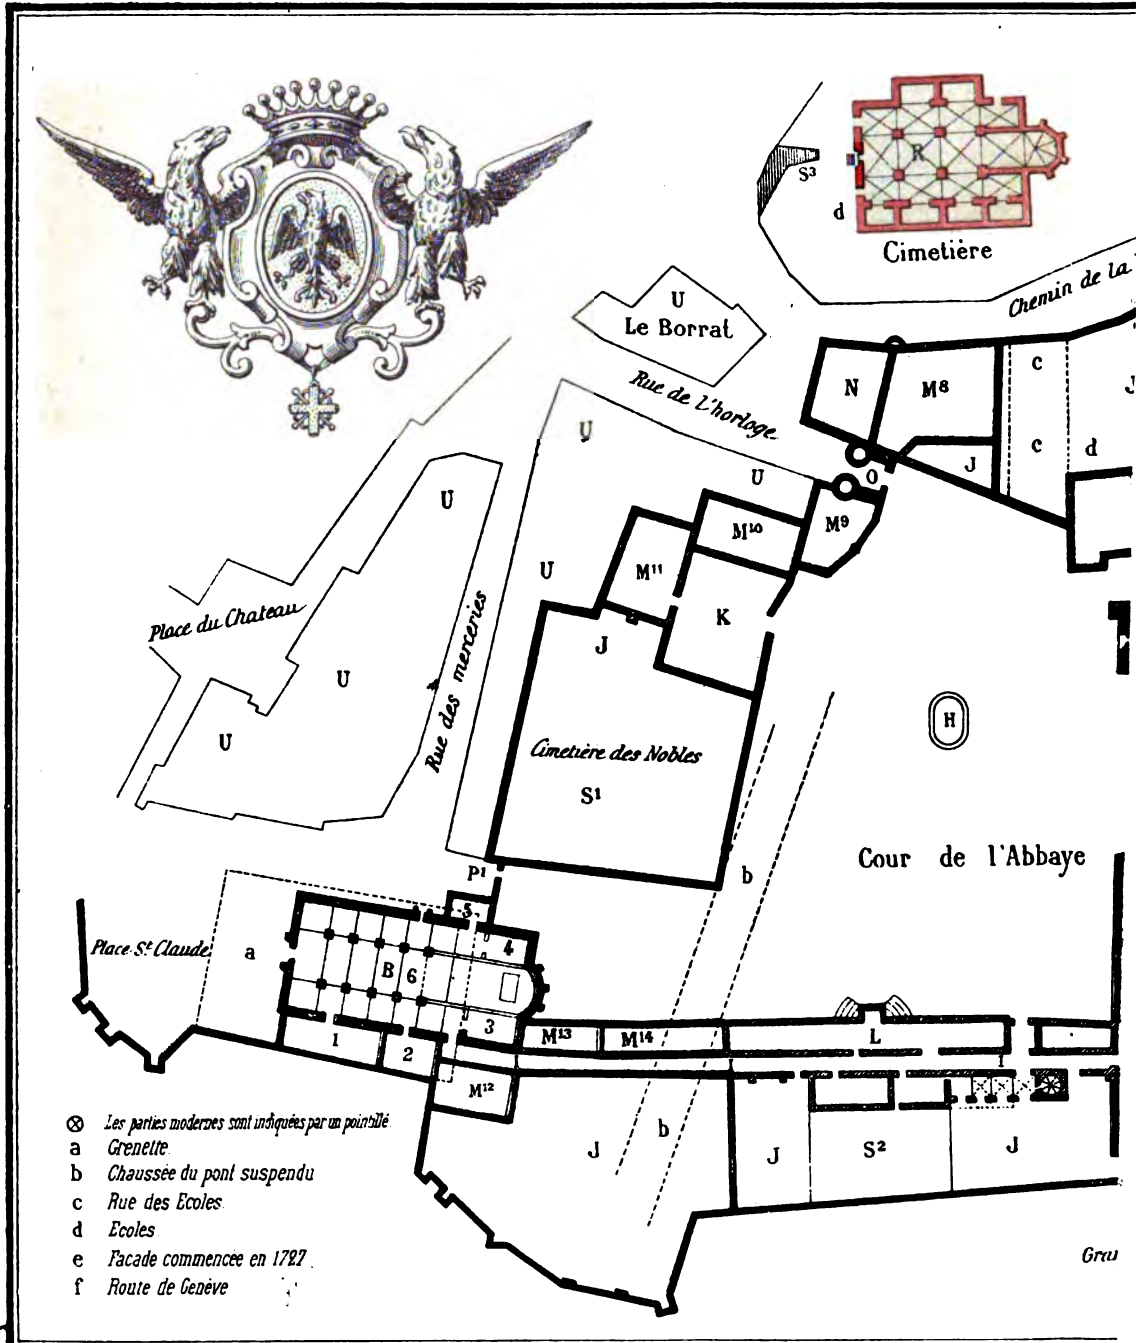 R
S³
d
Cimetière
Chemin de la
U
Le Borrat
Rue de l'horloge
N
M⁸
c
J
U
c
d
J
O
U
U
M⁹
M¹⁰
M¹¹
U
K
Place du Chateau
Rue des merceries
J
U
H
U
Cimetière des Nobles
S¹
Cour de l'Abbaye
b
P¹
5
4
Place St. Claude
a
B
6
3
1
2
M¹³
M¹⁴
L
I
M¹²
b
J
J
S²
J
⊗ Les parties modernes sont indiquées par un pointillé
a Grenette
b Chaussée du pont suspendu
c Rue des Ecoles
d Ecoles
e Facade commencée en 1727
f Route de Genève
Gra